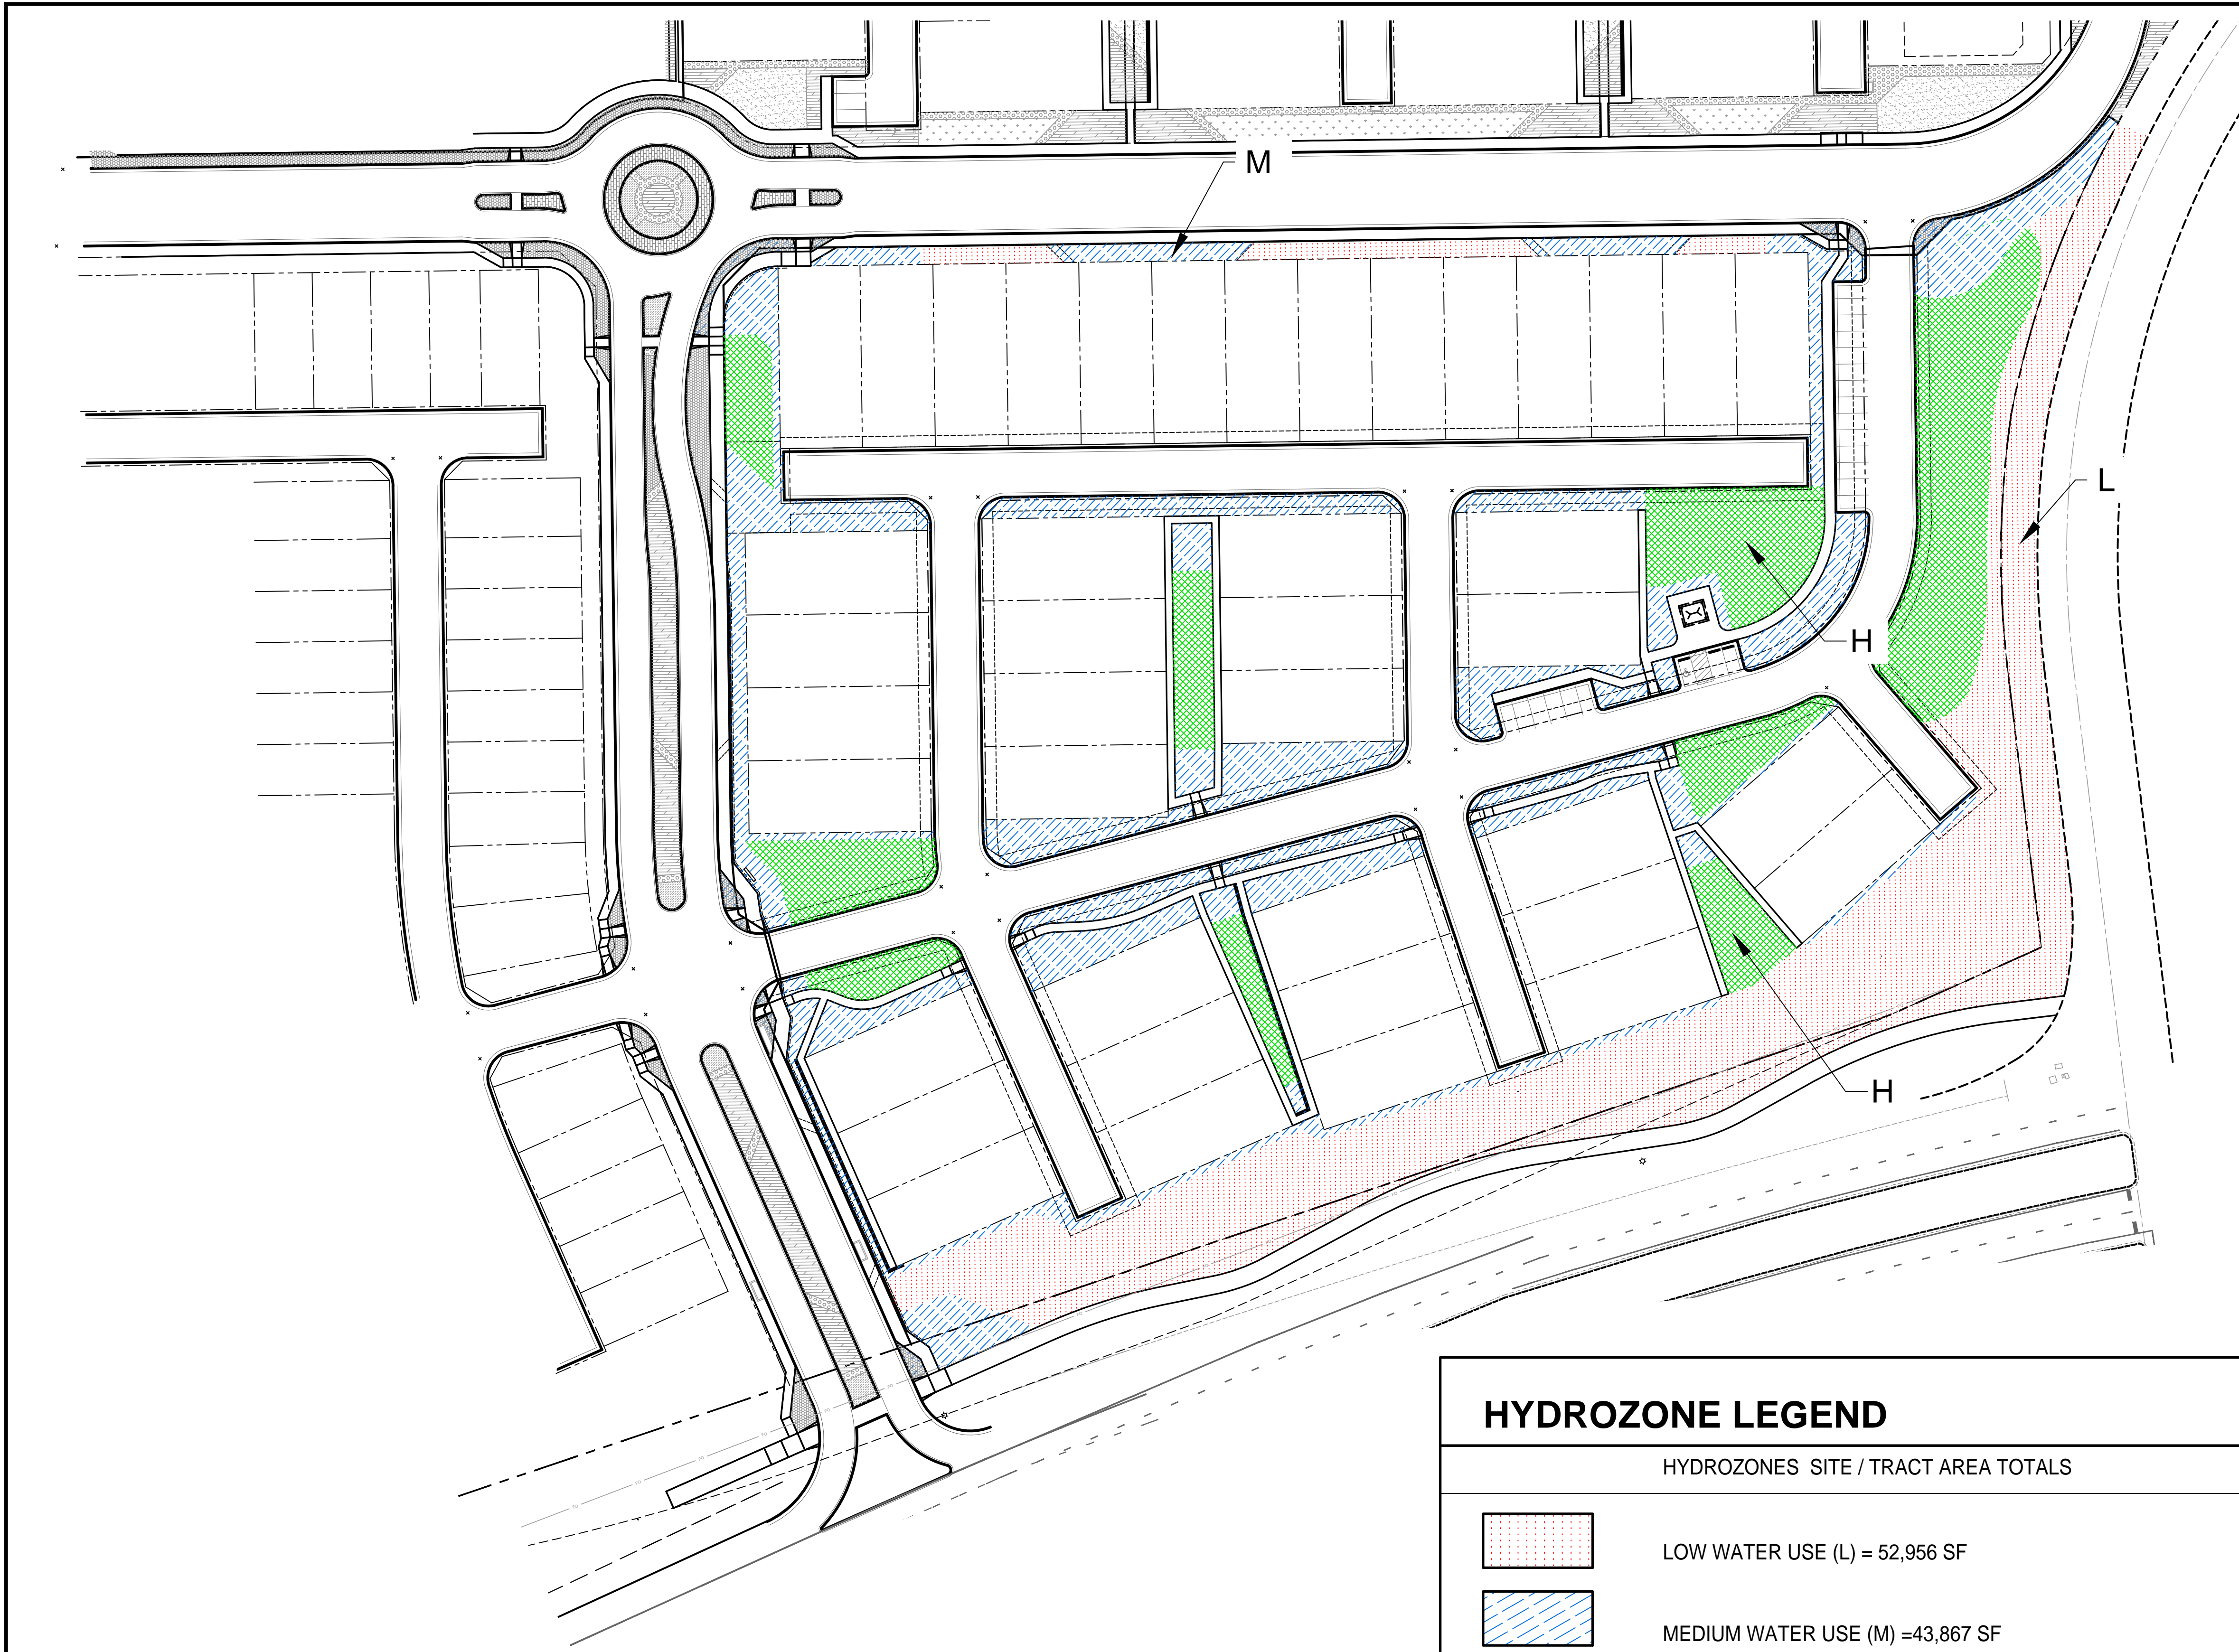 M
L
H
H
HYDROZONE LEGEND
HYDROZONES SITE / TRACT AREA TOTALS
LOW WATER USE (L) = 52,956 SF
MEDIUM WATER USE (M) =43,867 SF